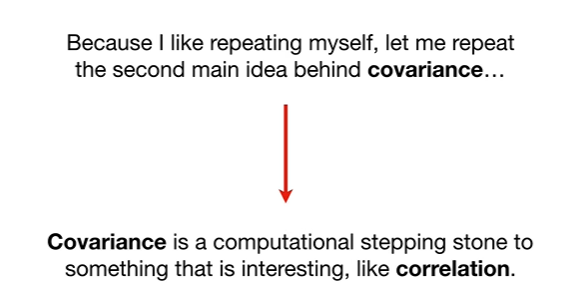 Because I like repeating myself, let me repeat
the second main idea behind covariance…
Covariance is a computational stepping stone to
something that is interesting, like correlation.